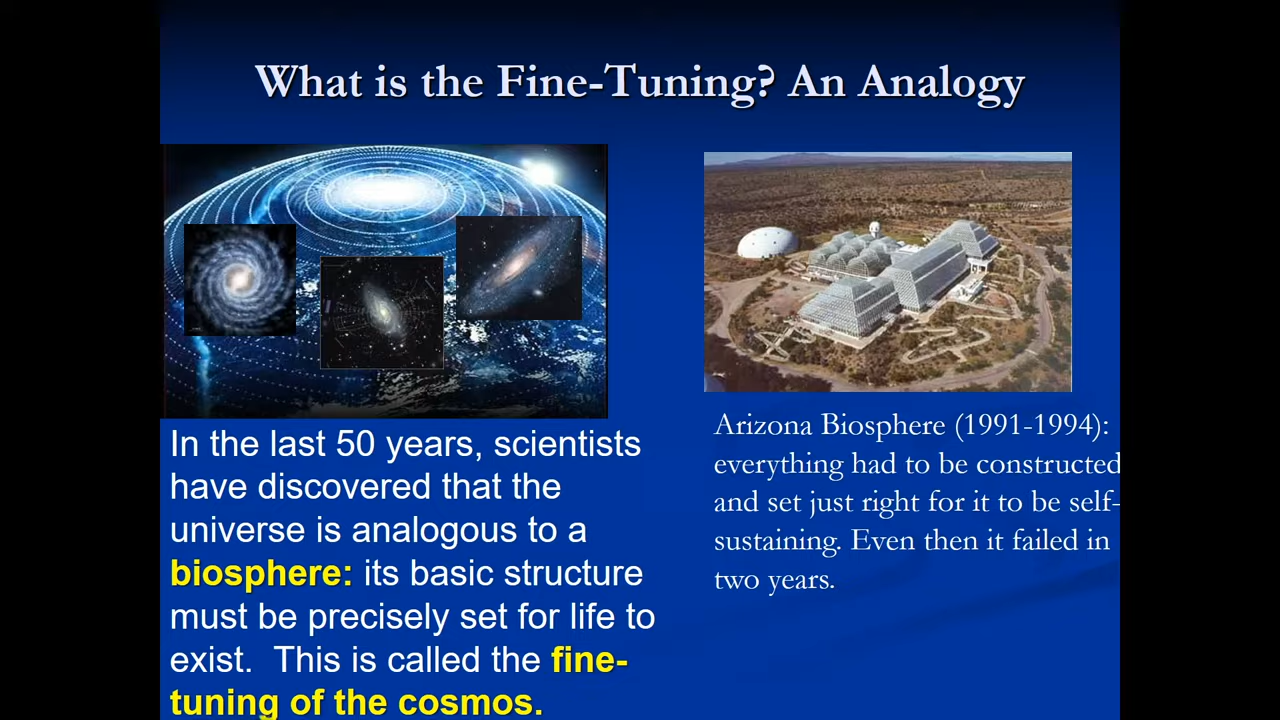 What is the Fine-Tuning? An Analogy
In the last 50 years, scientists
have discovered that the
universe is analogous to a
biosphere: its basic structure
must be precisely set for life to
exist.  This is called the fine-
tuning of the cosmos.
Arizona Biosphere (1991-1994):
everything had to be constructed
and set just right for it to be self-
sustaining. Even then it failed in
two years.